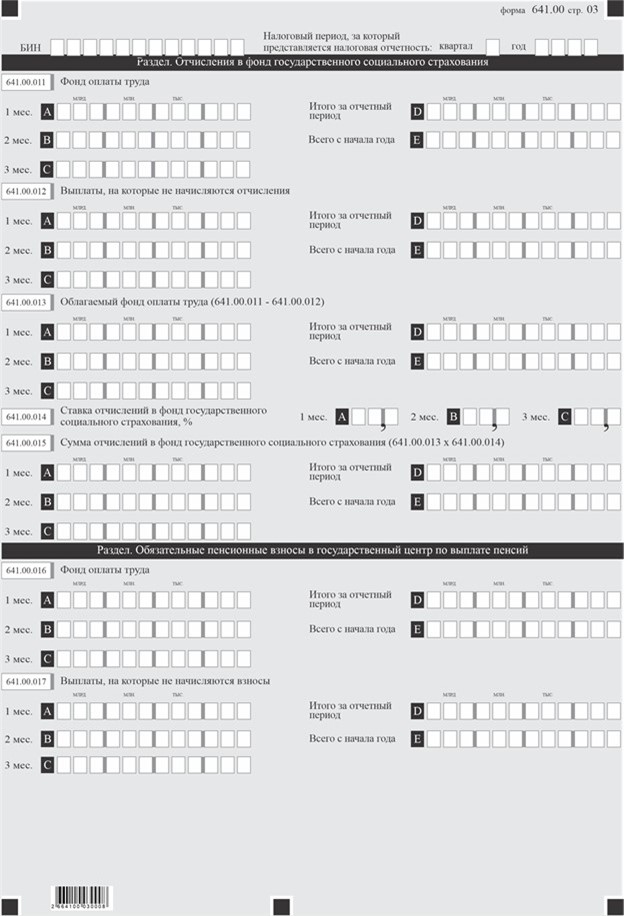 форма 641.00 стр. 03
Налоговый период, за который
БИН представляется налоговая отчетность: квартал год
Раздел. Отчисления в фонд государственного социального страхования
641.00.011 Фонд оплаты труда
МЛРД МЛН ТЫС МЛРД МЛН ТЫС
1 мес. A Итого за отчетный период D
2 мес. B Всего с начала года E
3 мес. C
641.00.012 Выплаты, на которые не начисляются отчисления
МЛРД МЛН ТЫС МЛРД МЛН ТЫС
1 мес. A Итого за отчетный период D
2 мес. B Всего с начала года E
3 мес. C
641.00.013 Облагаемый фонд оплаты труда (641.00.011 - 641.00.012)
МЛРД МЛН ТЫС МЛРД МЛН ТЫС
1 мес. A Итого за отчетный период D
2 мес. B Всего с начала года E
3 мес. C
641.00.014 Ставка отчислений в фонд государственного
социального страхования, % 1 мес. A , 2 мес. B , 3 мес. C ,
641.00.015 Сумма отчислений в фонд государственного социального страхования (641.00.013 x 641.00.014)
МЛРД МЛН ТЫС МЛРД МЛН ТЫС
1 мес. A Итого за отчетный период D
2 мес. B Всего с начала года E
3 мес. C
Раздел. Обязательные пенсионные взносы в государственный центр по выплате пенсий
641.00.016 Фонд оплаты труда
МЛРД МЛН ТЫС МЛРД МЛН ТЫС
1 мес. A Итого за отчетный период D
2 мес. B Всего с начала года E
3 мес. C
641.00.017 Выплаты, на которые не начисляются взносы
МЛРД МЛН ТЫС МЛРД МЛН ТЫС
1 мес. A Итого за отчетный период D
2 мес. B Всего с начала года E
3 мес. C